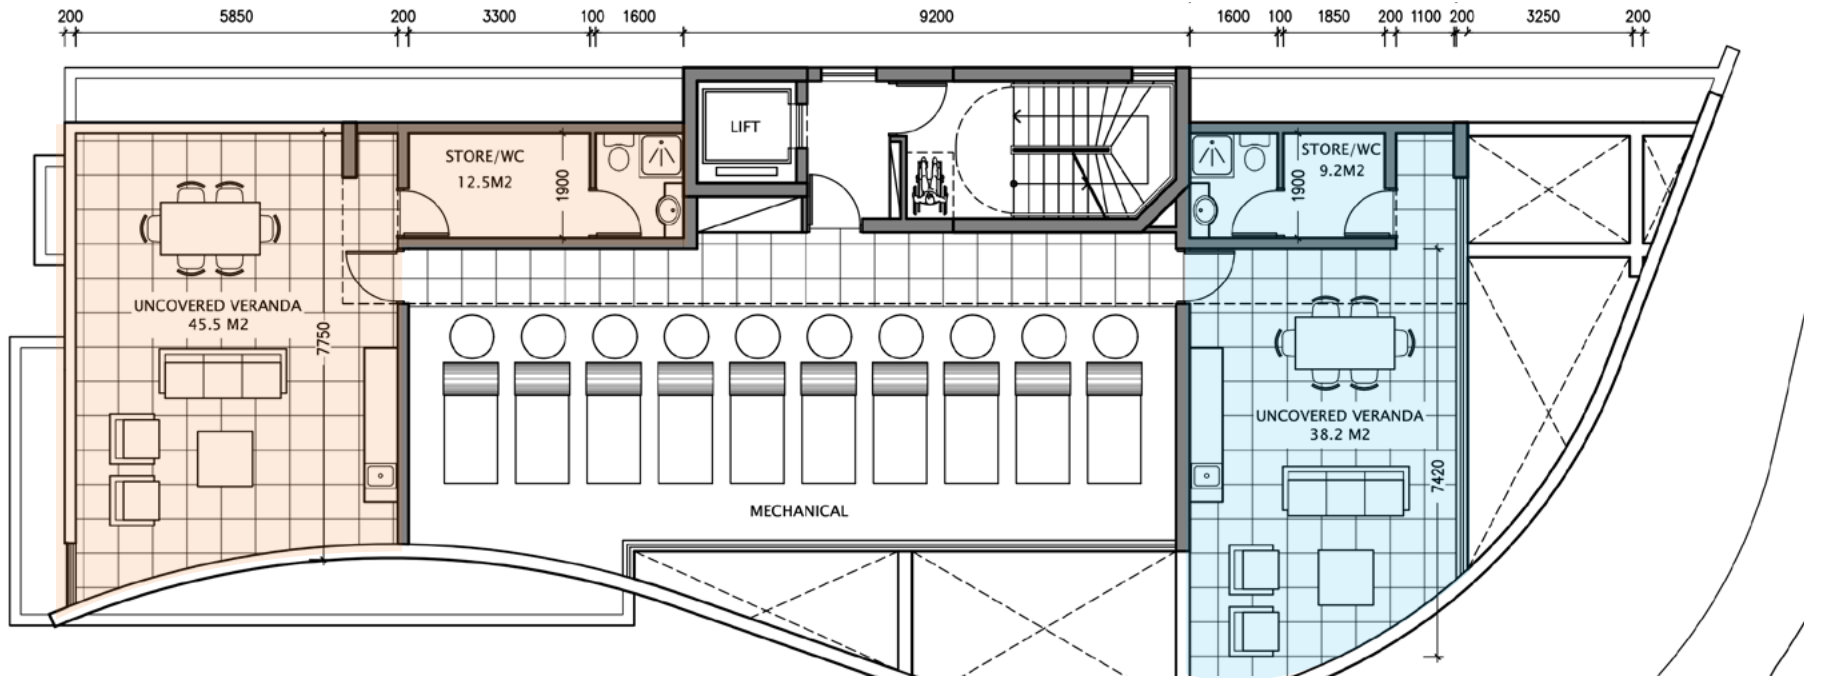 200 5850 200 3300 100 1600 9200 1600 100 1850 200 1100 200 3250 200
LIFT
STORE/WC
12.5M2
1900
STORE/WC
9.2M2
1900
UNCOVERED VERANDA
45.5 M2
7750
UNCOVERED VERANDA
38.2 M2
7420
MECHANICAL